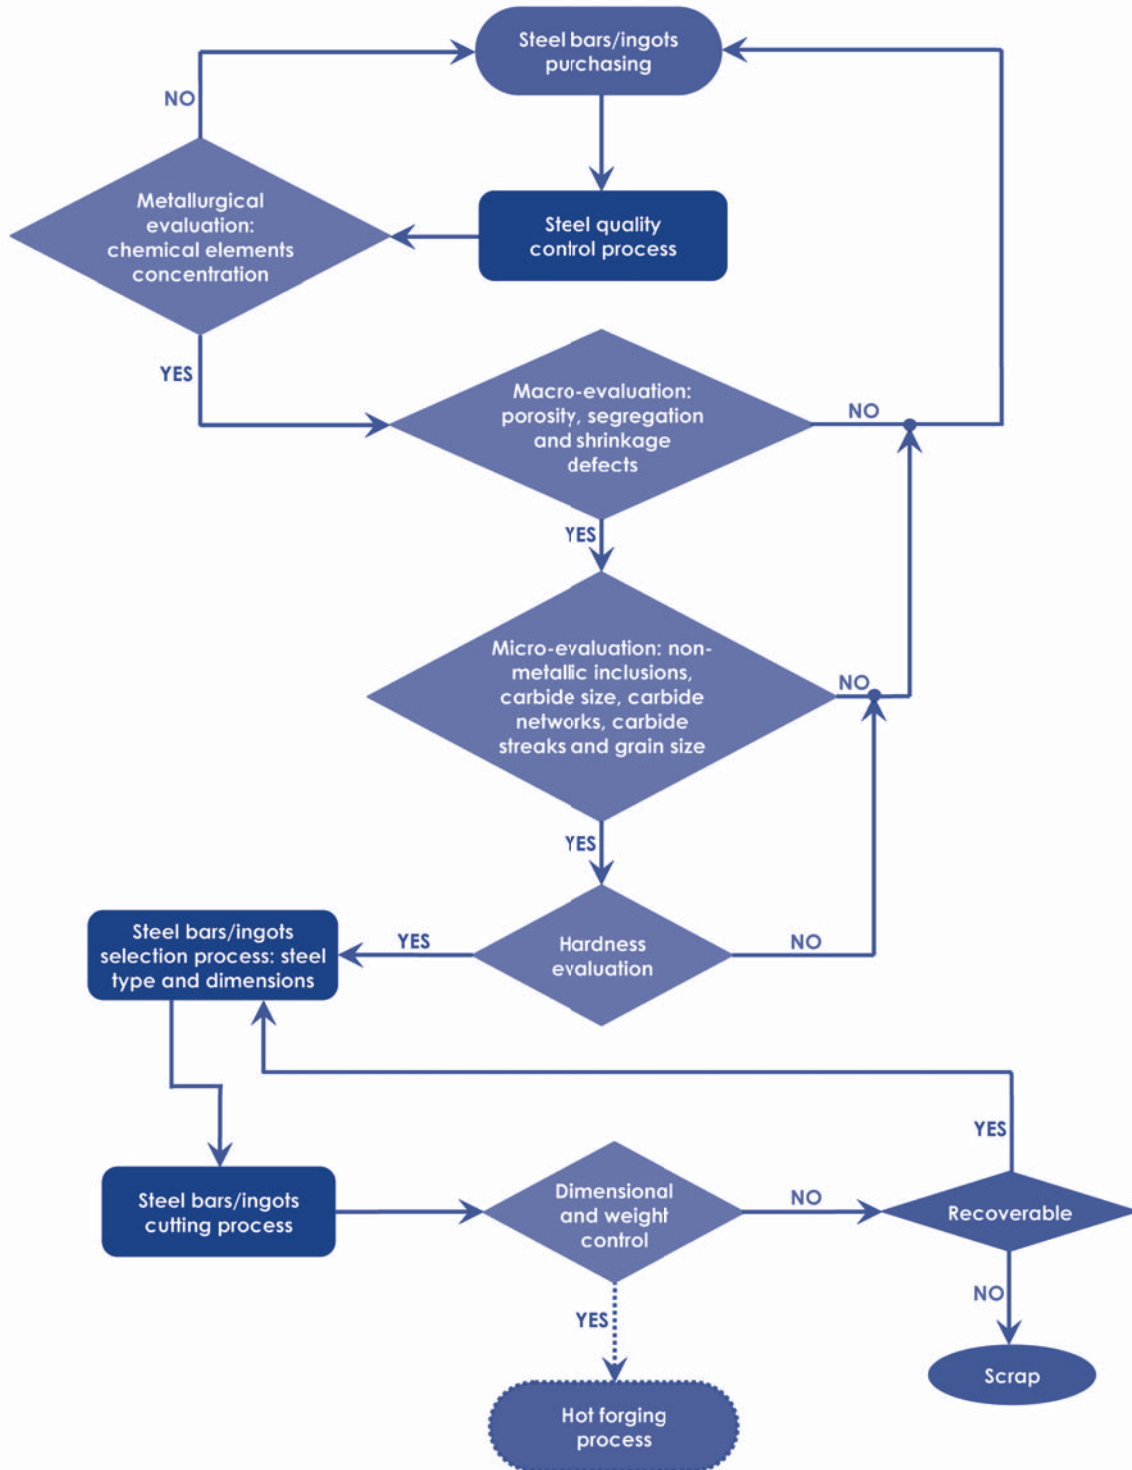 Steel bars/ingots
purchasing
NO
Metallurgical
evaluation:
chemical elements
concentration
Steel quality
control process
YES
Macro-evaluation:
porosity, segregation
and shrinkage
defects
NO
YES
Micro-evaluation: non-
metallic inclusions,
carbide size, carbide
networks, carbide
streaks and grain size
NO
YES
Hardness
evaluation
NO
YES
Steel bars/ingots
selection process: steel
type and dimensions
Steel bars/ingots
cutting process
Dimensional
and weight
control
NO
Recoverable
YES
NO
Scrap
YES
Hot forging
process